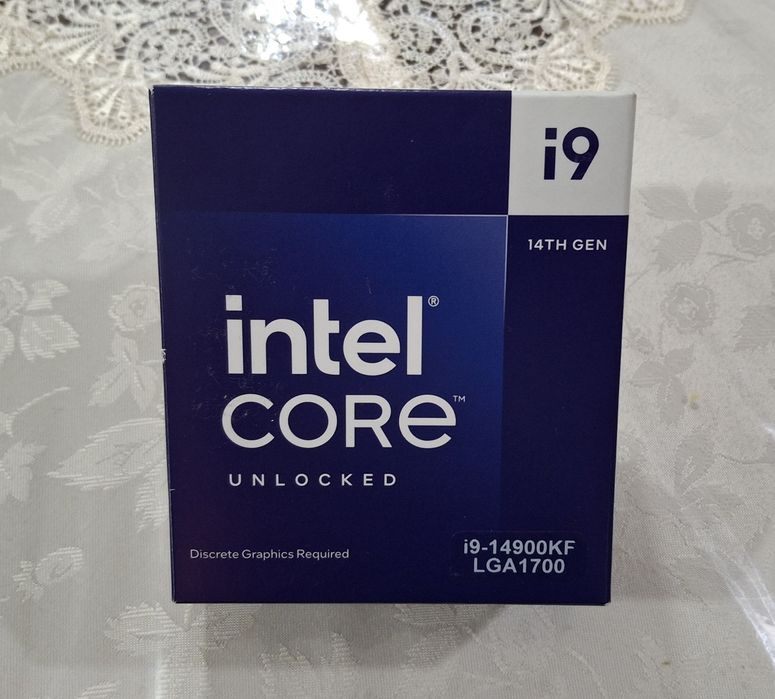 i9
14TH GEN
intel®
CORE™
UNLOCKED
Discrete Graphics Required
i9-14900KF
LGA1700